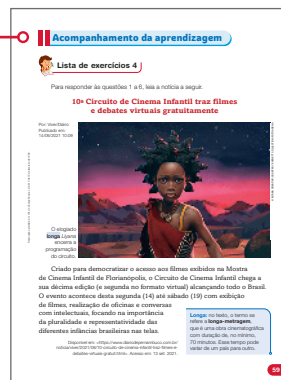 Acompanhamento da aprendizagem
Lista de exercícios 4
Para responder às questões 1 a 6, leia a notícia a seguir.
10º Circuito de Cinema Infantil traz filmes
e debates virtuais gratuitamente
Por: Viver/Diário
Publicado em:
14/06/2021 10:09
O elogiado
longa Liyana
encerra a
programação
do circuito.
Criado para democratizar o acesso aos filmes exibidos na Mostra
de Cinema Infantil de Florianópolis, o Circuito de Cinema Infantil chega a
sua décima edição (e segunda no formato virtual) alcançando todo o Brasil.
O evento acontece desta segunda (14) até sábado (19) com exibição
de filmes, realização de oficinas e conversas
com intelectuais, focando na importância
da pluralidade e representatividade das
diferentes infâncias brasileiras nas telas.
Longa: no texto, o termo se
refere a longa-metragem,
que é uma obra cinematográfica
com duração de, no mínimo,
70 minutos. Esse tempo pode
variar de um país para outro.
59